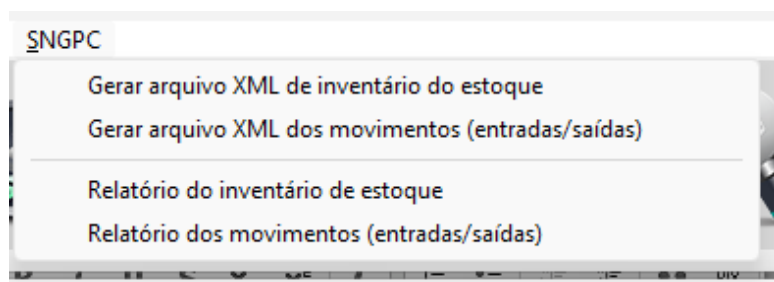 SNGPC
Gerar arquivo XML de inventário do estoque
Gerar arquivo XML dos movimentos (entradas/saídas)
Relatório do inventário de estoque
Relatório dos movimentos (entradas/saídas)